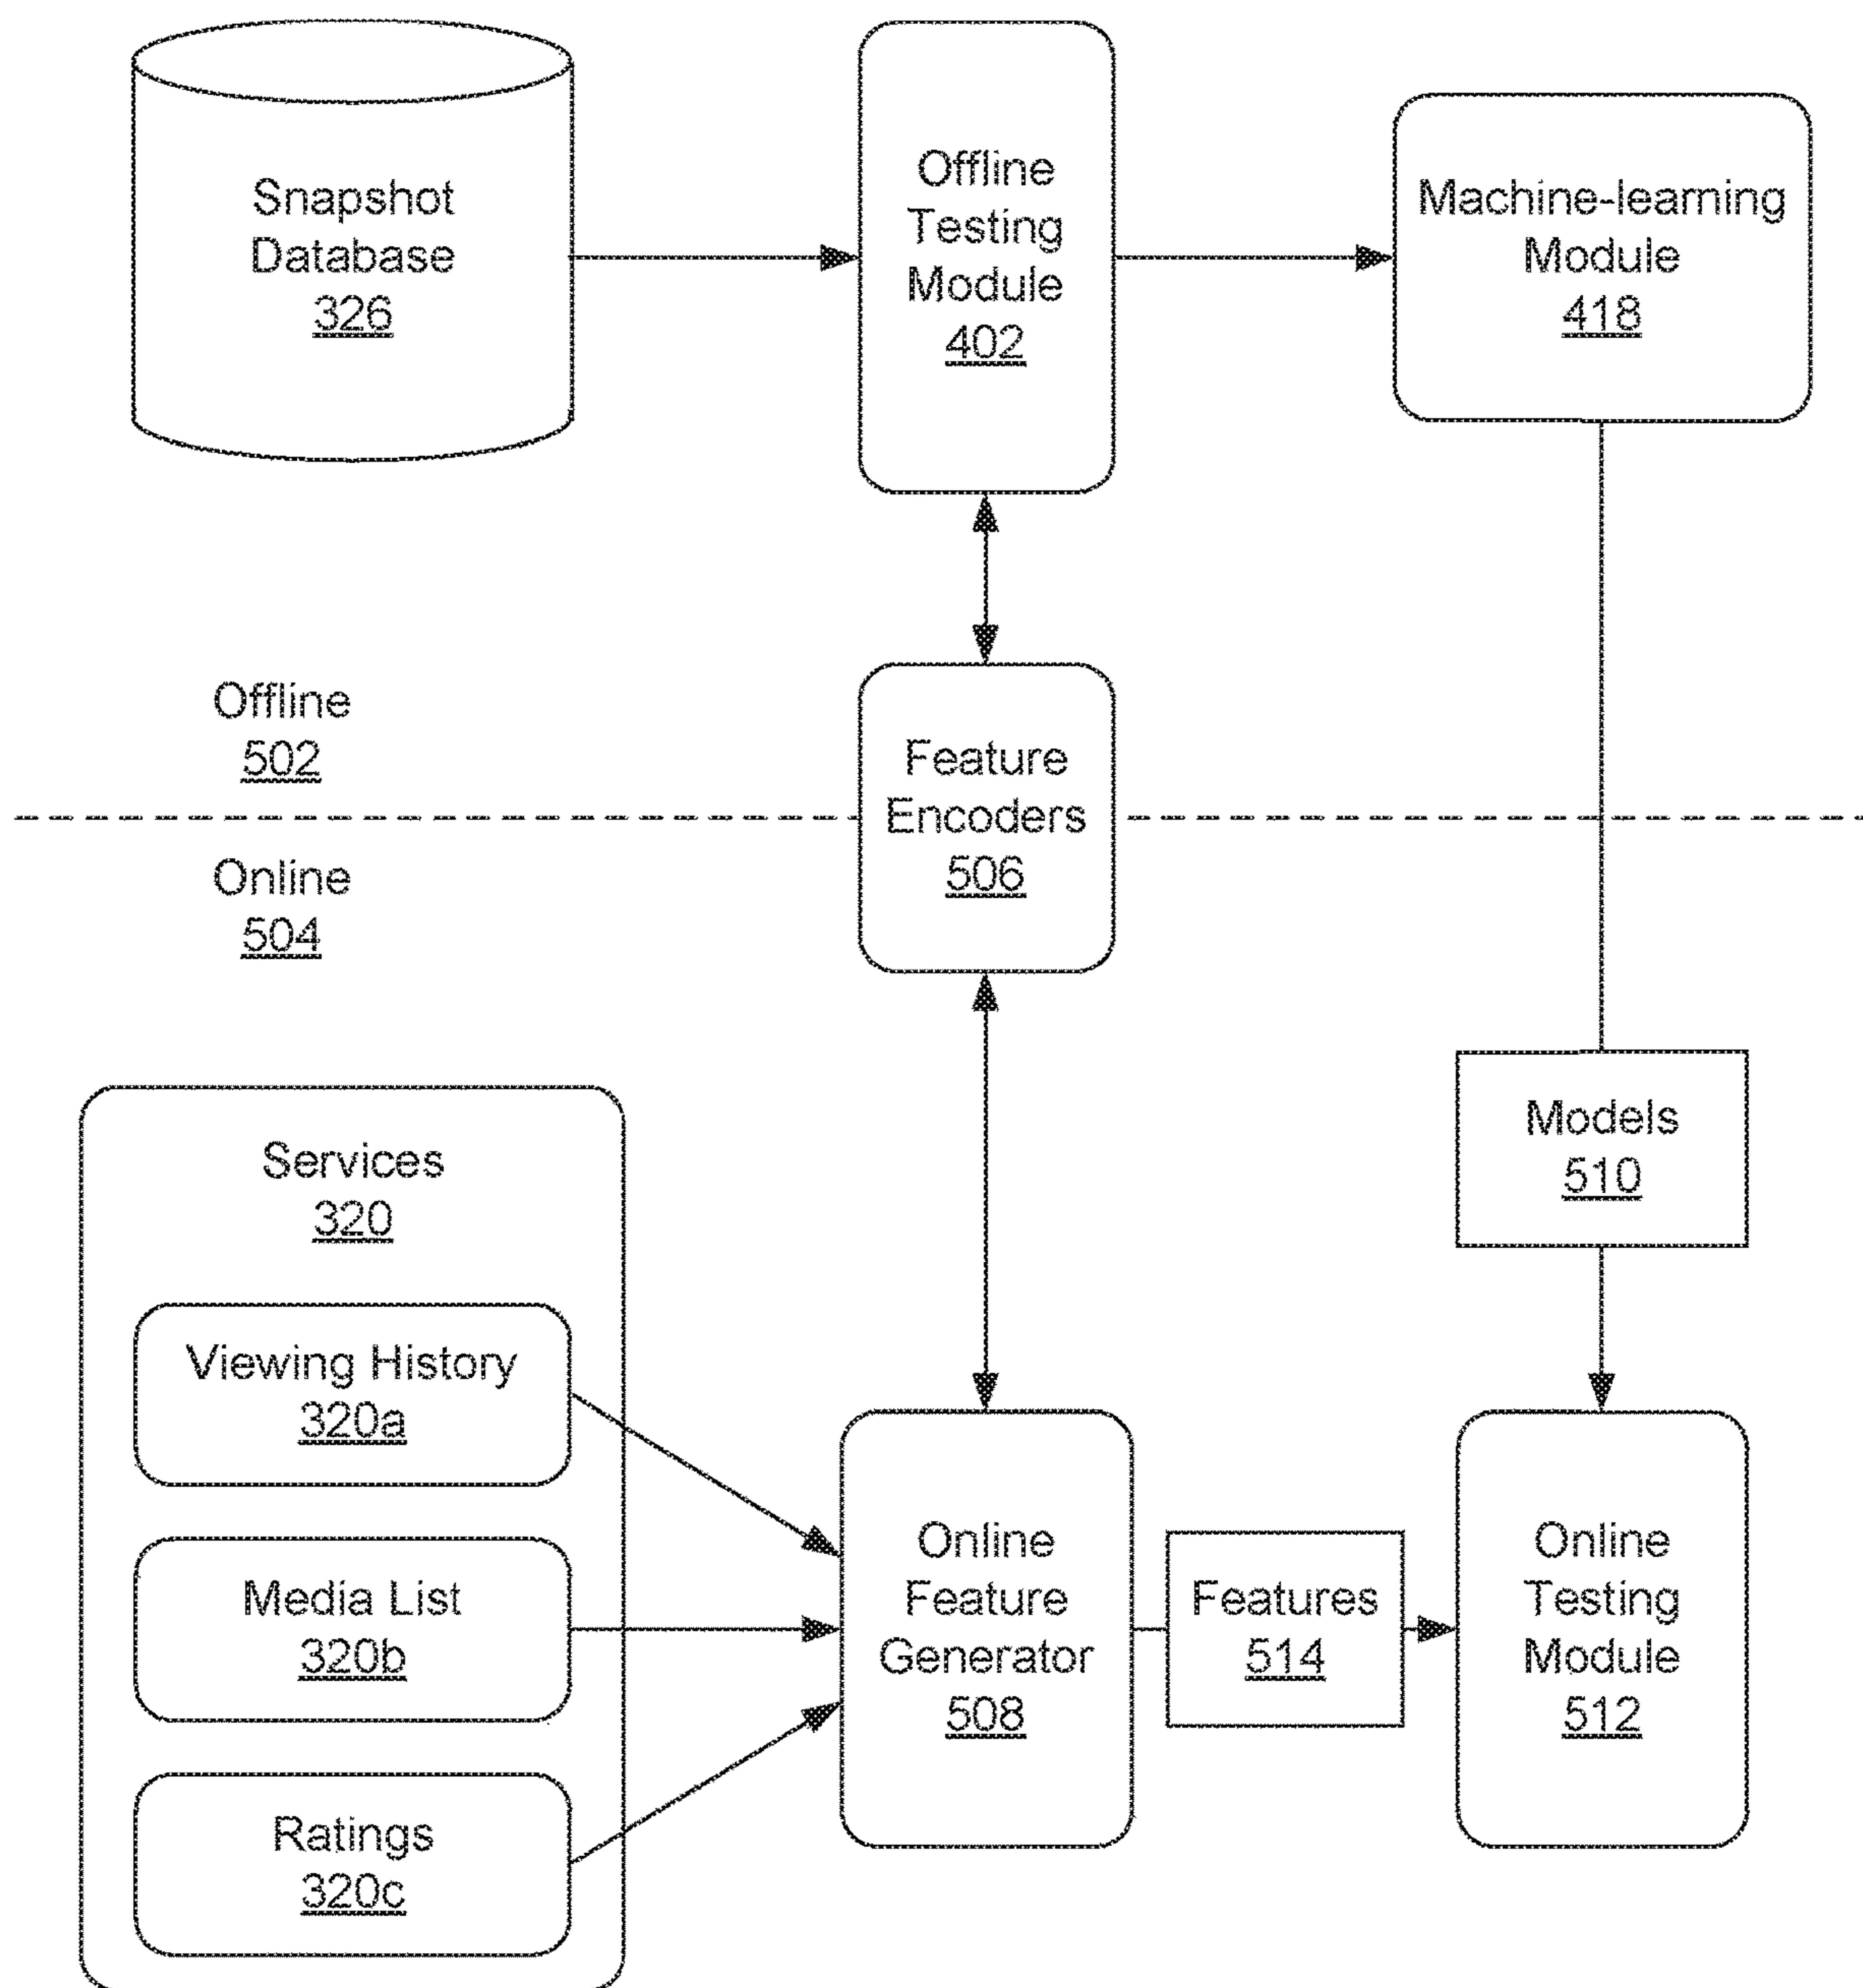 Snapshot
Database
326
Offline
Testing
Module
402
Machine-learning
Module
418
Offline
502
Feature
Encoders
506
Online
504
Models
510
Services
320
Viewing History
320a
Media List
320b
Ratings
320c
Online
Feature
Generator
508
Features
514
Online
Testing
Module
512